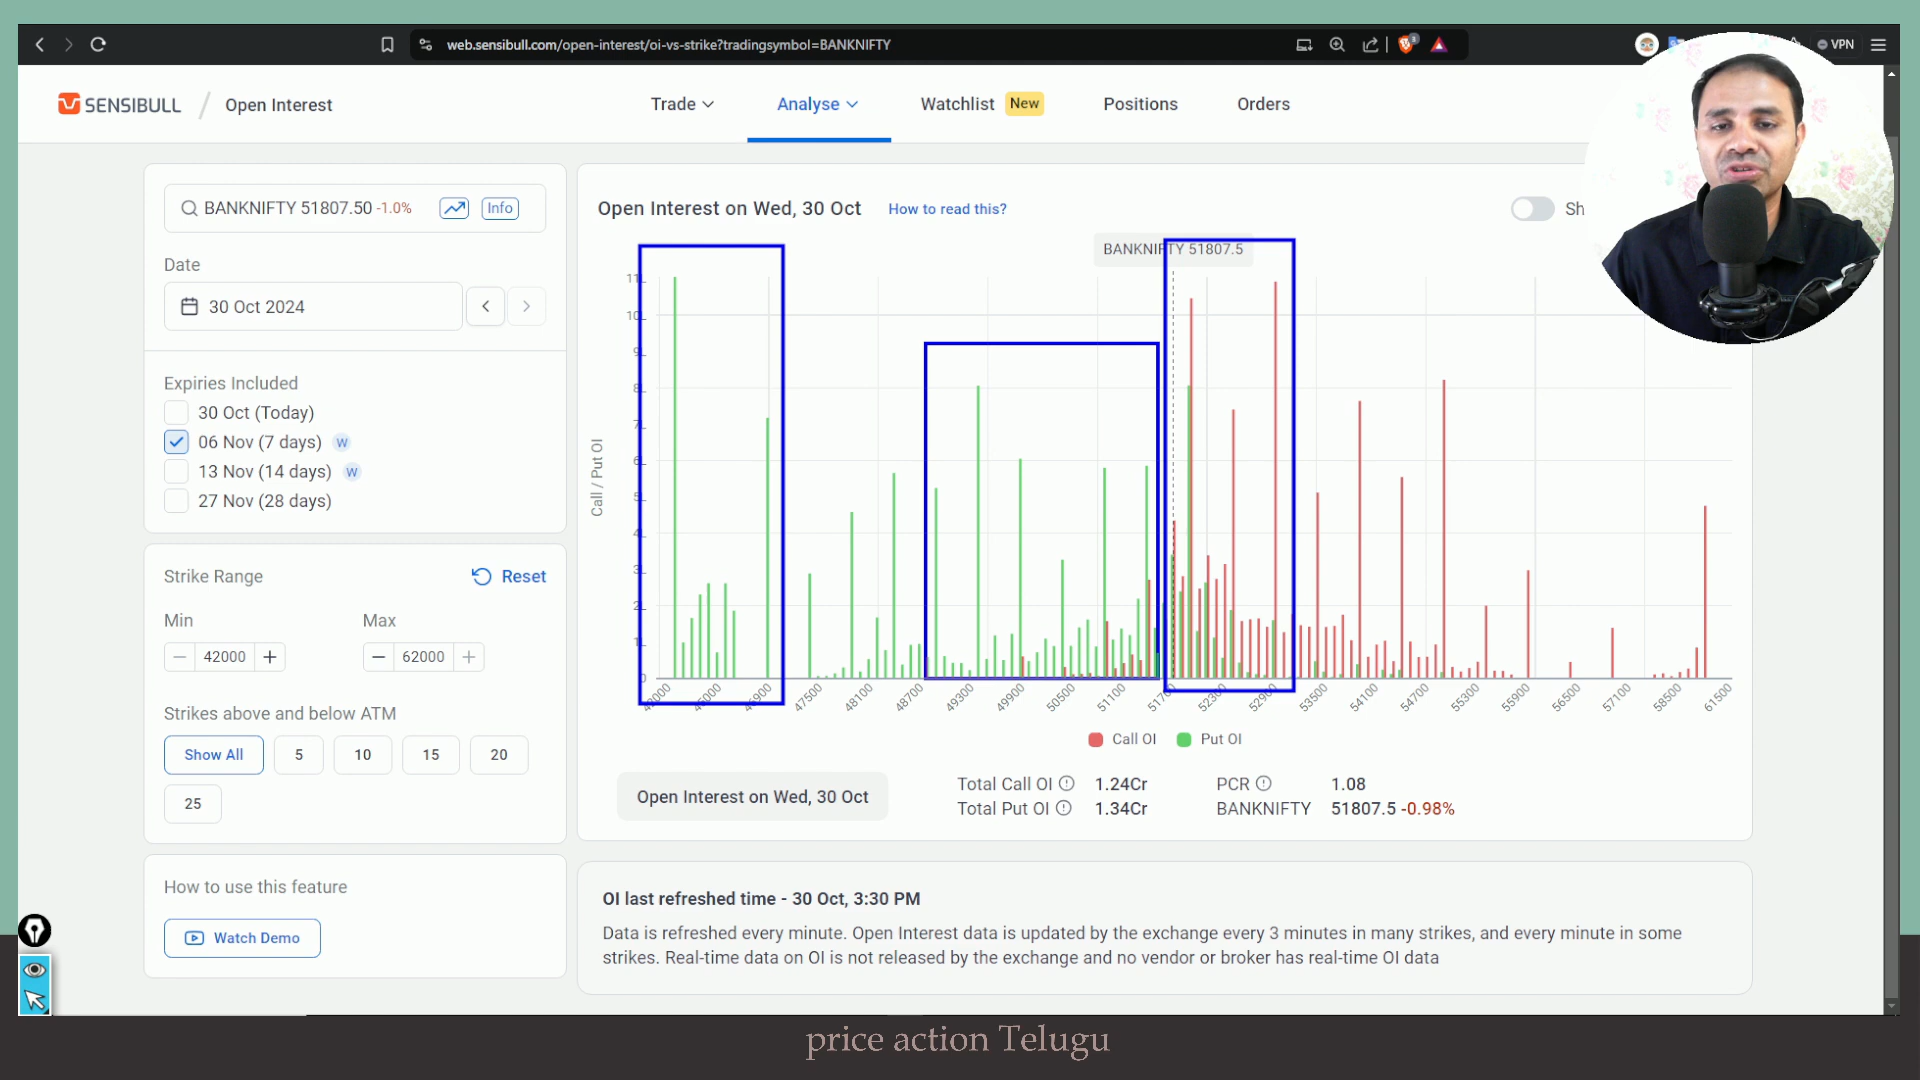 web.sensibull.com/open-interest/oi-vs-strike?tradingsymbol=BANKNIFTY
3
VPN
SENSIBULL / Open Interest
Trade
Analyse
Watchlist New
Positions
Orders
BANKNIFTY 51807.50 -1.0% Info
Date
30 Oct 2024
Expiries Included
30 Oct (Today)
06 Nov (7 days) W
13 Nov (14 days) W
27 Nov (28 days)
Strike Range
Reset
Min
Max
42000
62000
Strikes above and below ATM
Show All
5
10
15
20
25
How to use this feature
Watch Demo
Open Interest on Wed, 30 Oct
How to read this?
Sh
BANKNIFTY 51807.5
Call / Put OI
0
47500
48100
48700
49300
49900
50500
51100
52300
52900
53500
54100
54700
55300
55900
56500
57100
58500
61500
Call OI
Put OI
Open Interest on Wed, 30 Oct
Total Call OI 1.24Cr
Total Put OI 1.34Cr
PCR 1.08
BANKNIFTY 51807.5 -0.98%
OI last refreshed time - 30 Oct, 3:30 PM
Data is refreshed every minute. Open Interest data is updated by the exchange every 3 minutes in many strikes, and every minute in some
strikes. Real-time data on OI is not released by the exchange and no vendor or broker has real-time OI data
price action Telugu